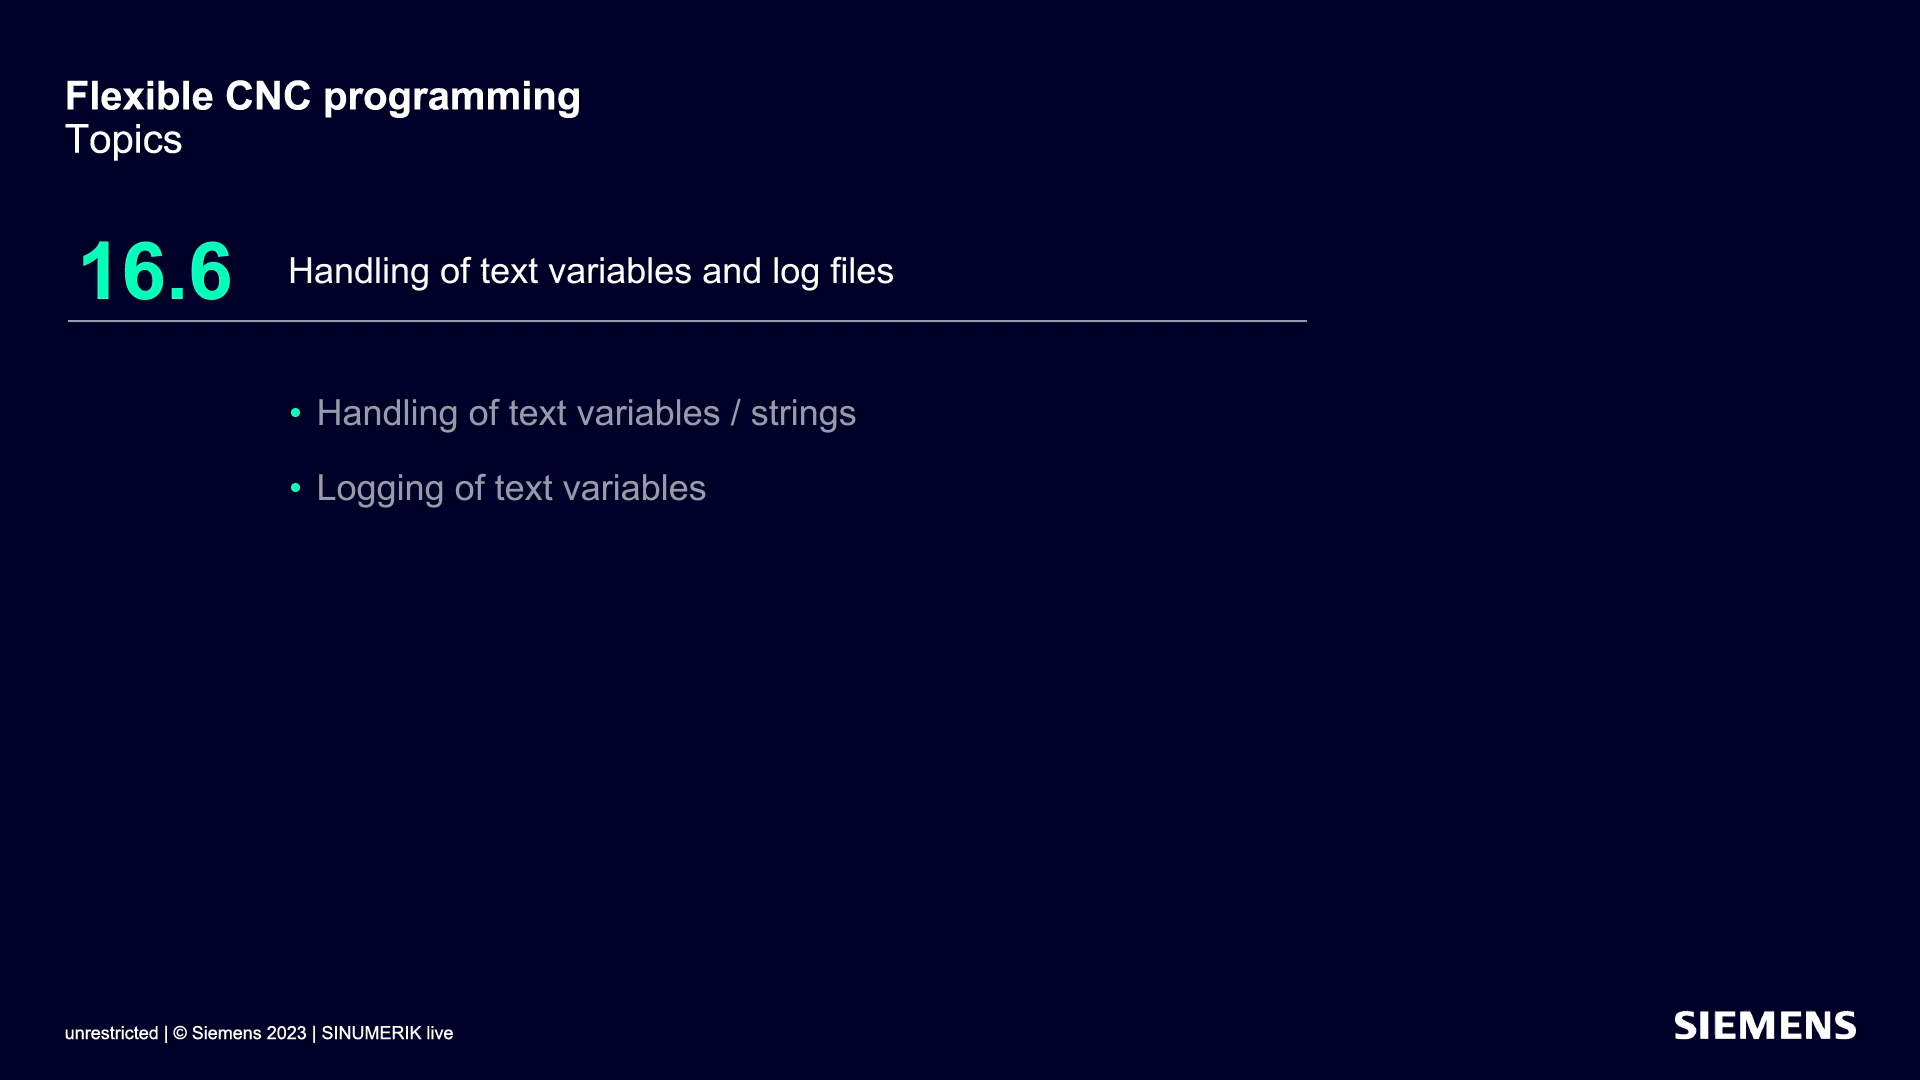 Flexible CNC programming
Topics
16.6 Handling of text variables and log files
• Handling of text variables / strings
• Logging of text variables
unrestricted | © Siemens 2023 | SINUMERIK live
SIEMENS